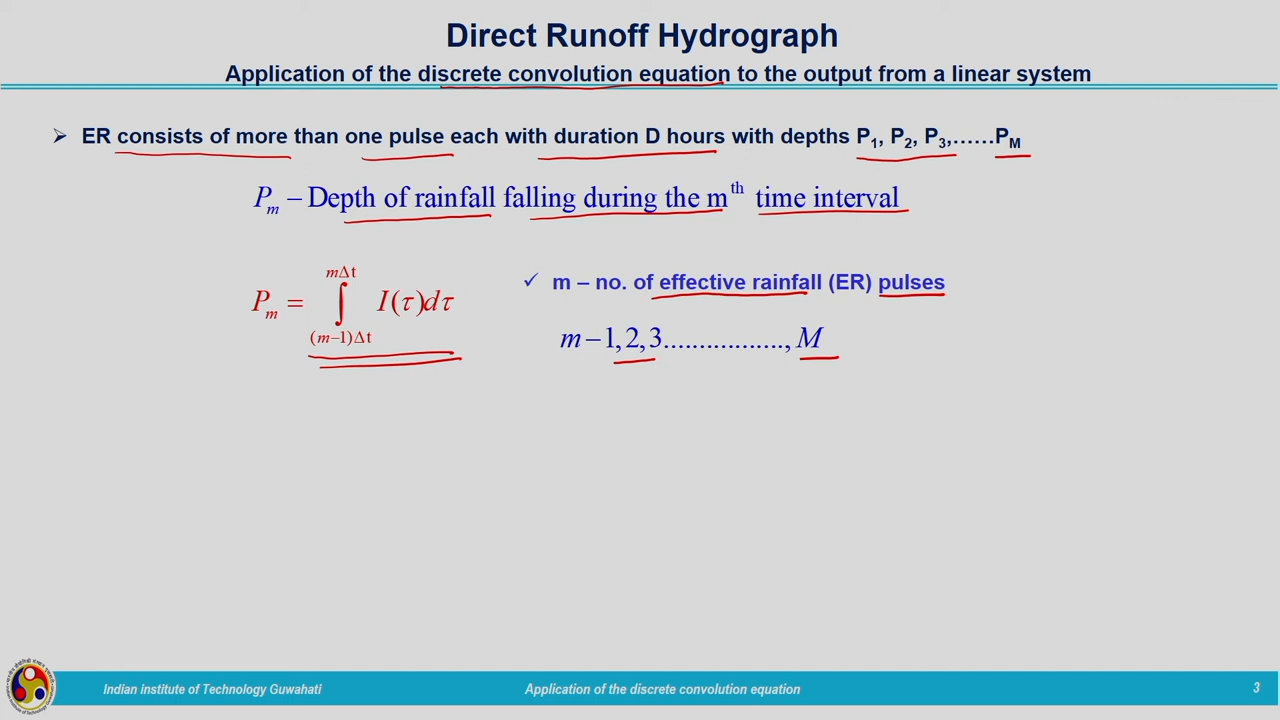 Direct Runoff Hydrograph
Application of the discrete convolution equation to the output from a linear system
➢ ER consists of more than one pulse each with duration D hours with depths P₁, P₂, P₃,......P_M
Pₘ – Depth of rainfall falling during the mᵗʰ time interval
Pₘ = ∫_{(m–1)Δt}^{mΔt} I(τ)dτ
✓ m – no. of effective rainfall (ER) pulses
m – 1, 2, 3................., M
Indian institute of Technology Guwahati
Application of the discrete convolution equation
3